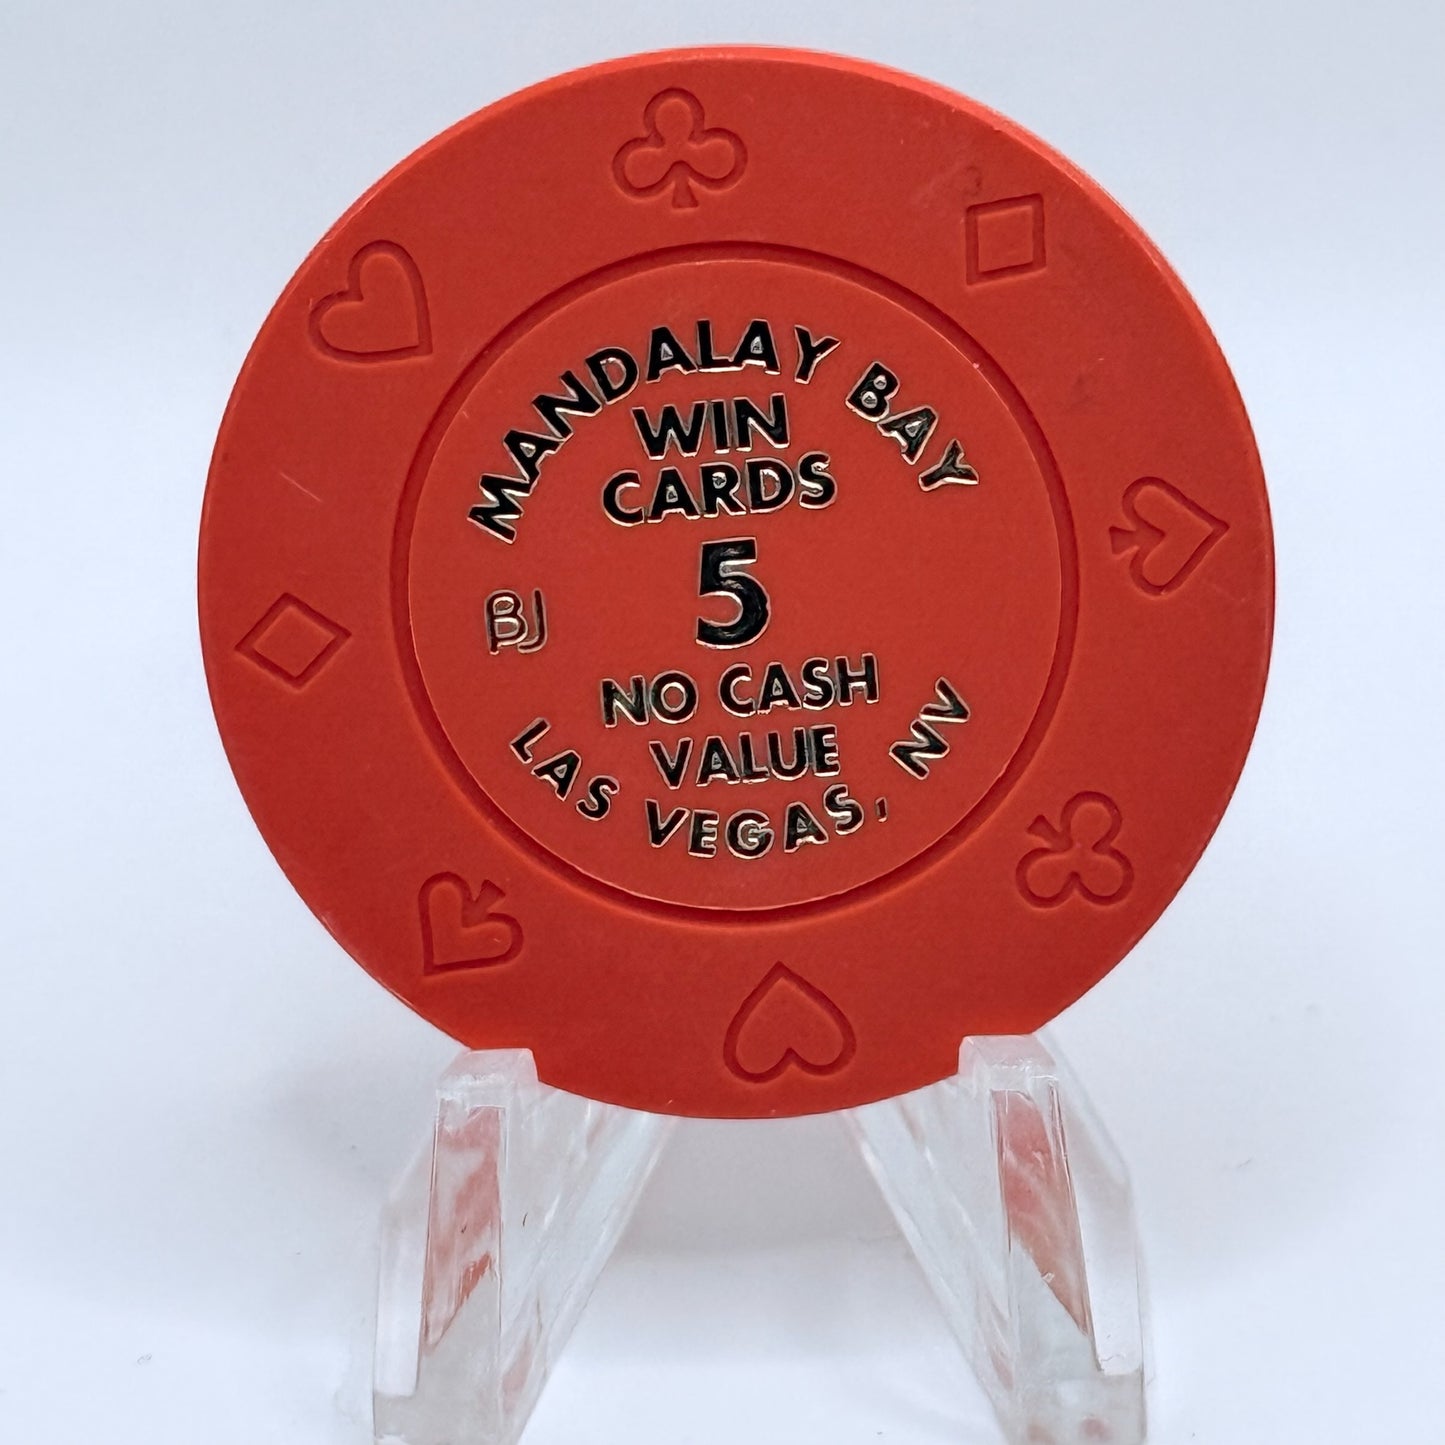 MANDALAY BAY
WIN
CARDS
5
BJ
NO CASH
VALUE
LAS VEGAS, NV